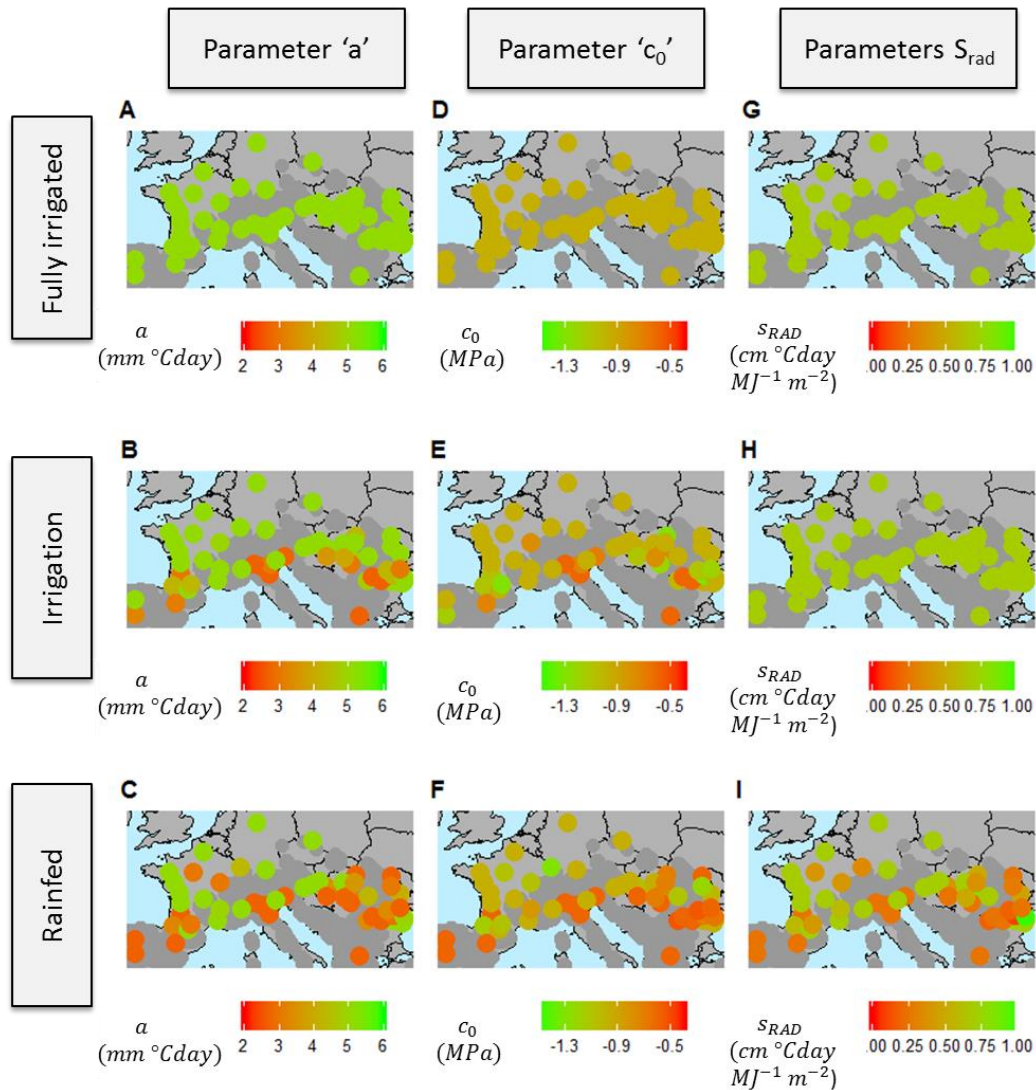 Parameter ‘a’ Parameter ‘c₀’ Parameters S_rad
Fully irrigated
A D G
a
(mm °Cday)
2 3 4 5 6
c₀
(MPa)
-1.3 -0.9 -0.5
s_RAD
(cm °Cday
MJ⁻¹ m⁻²)
.00 0.25 0.50 0.75 1.00
Irrigation
B E H
a
(mm °Cday)
2 3 4 5 6
c₀
(MPa)
-1.3 -0.9 -0.5
s_RAD
(cm °Cday
MJ⁻¹ m⁻²)
.00 0.25 0.50 0.75 1.00
Rainfed
C F I
a
(mm °Cday)
2 3 4 5 6
c₀
(MPa)
-1.3 -0.9 -0.5
s_RAD
(cm °Cday
MJ⁻¹ m⁻²)
.00 0.25 0.50 0.75 1.00